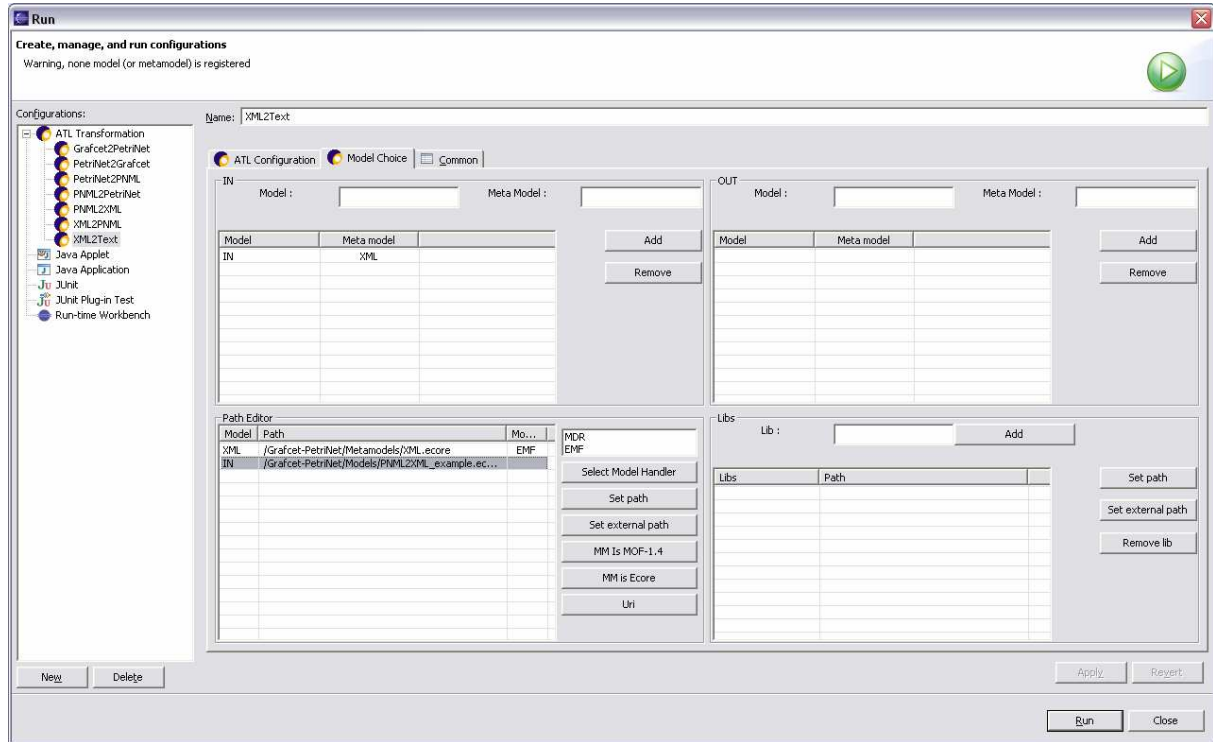 Run
Create, manage, and run configurations
Warning, none model (or metamodel) is registered
Configurations:
ATL Transformation
Grafcet2PetriNet
PetriNet2Grafcet
PetriNet2PNML
PNML2PetriNet
PNML2XML
XML2PNML
XML2Text
Java Applet
Java Application
JUnit
JUnit Plug-in Test
Run-time Workbench
New Delete
Name: XML2Text
ATL Configuration Model Choice Common
IN
Model : Meta Model :
Model Meta model Add
IN XML
Remove
OUT
Model : Meta Model :
Model Meta model Add
Remove
Path Editor
Model Path Mo...
XML /Grafcet-PetriNet/Metamodels/XML.ecore EMF
IN /Grafcet-PetriNet/Models/PNML2XML_example.ec...
MDR
EMF
Select Model Handler
Set path
Set external path
MM Is MOF-1.4
MM is Ecore
Uri
Libs
Lib : Add
Libs Path Set path
Set external path
Remove lib
Apply Revert
Run Close